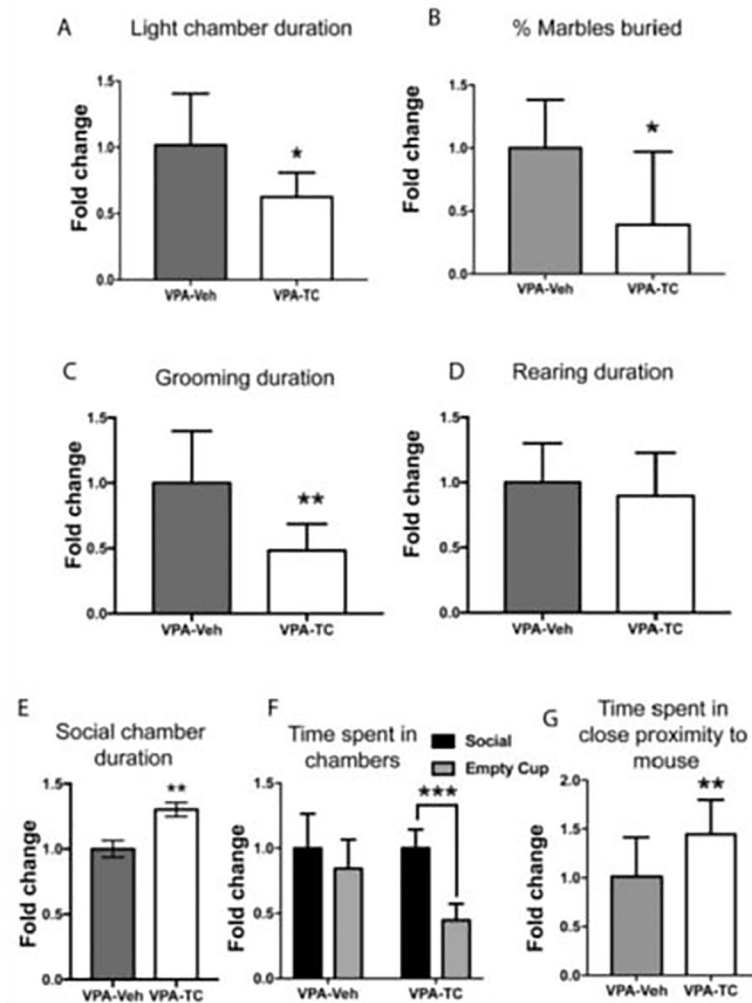 A
Light chamber duration
Fold change
1.5
1.0
0.5
0.0
*
VPA-Veh
VPA-TC
B
% Marbles buried
Fold change
1.5
1.0
0.5
0.0
*
VPA-Veh
VPA-TC
C
Grooming duration
Fold change
1.5
1.0
0.5
0.0
**
VPA-Veh
VPA-TC
D
Rearing duration
Fold change
1.5
1.0
0.5
0.0
VPA-Veh
VPA-TC
E
Social chamber
duration
Fold change
1.5
1.0
0.5
0.0
**
VPA-Veh
VPA-TC
F
Time spent in
chambers
Social
Empty Cup
Fold change
1.5
1.0
0.5
0.0
***
VPA-Veh
VPA-TC
G
Time spent in
close proximity to
mouse
Fold change
2.0
1.5
1.0
0.5
0.0
**
VPA-Veh
VPA-TC